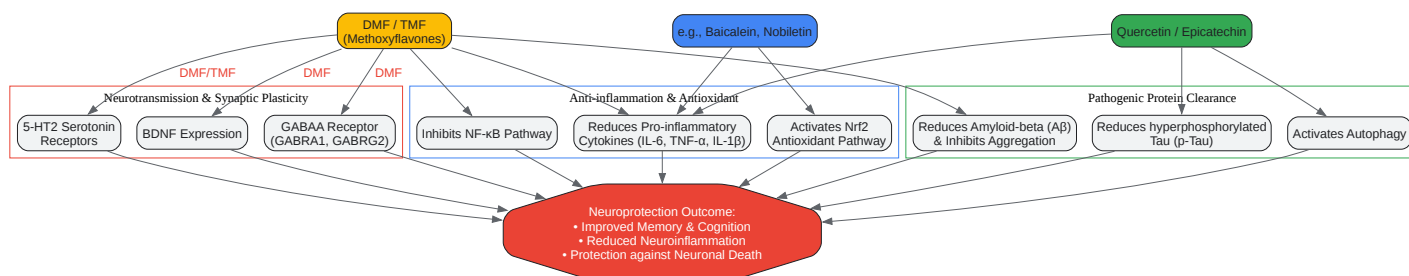 DMF / TMF
(Methoxyflavones)
e.g., Baicalein, Nobiletin
Quercetin / Epicatechin
DMF/TMF
DMF
DMF
Neurotransmission & Synaptic Plasticity
Anti-inflammation & Antioxidant
Pathogenic Protein Clearance
5-HT2 Serotonin
Receptors
BDNF Expression
GABAA Receptor
(GABRA1, GABRG2)
Inhibits NF-κB Pathway
Reduces Pro-inflammatory
Cytokines (IL-6, TNF-α, IL-1β)
Activates Nrf2
Antioxidant Pathway
Reduces Amyloid-beta (Aβ)
& Inhibits Aggregation
Reduces hyperphosphorylated
Tau (p-Tau)
Activates Autophagy
Neuroprotection Outcome:
• Improved Memory & Cognition
• Reduced Neuroinflammation
• Protection against Neuronal Death